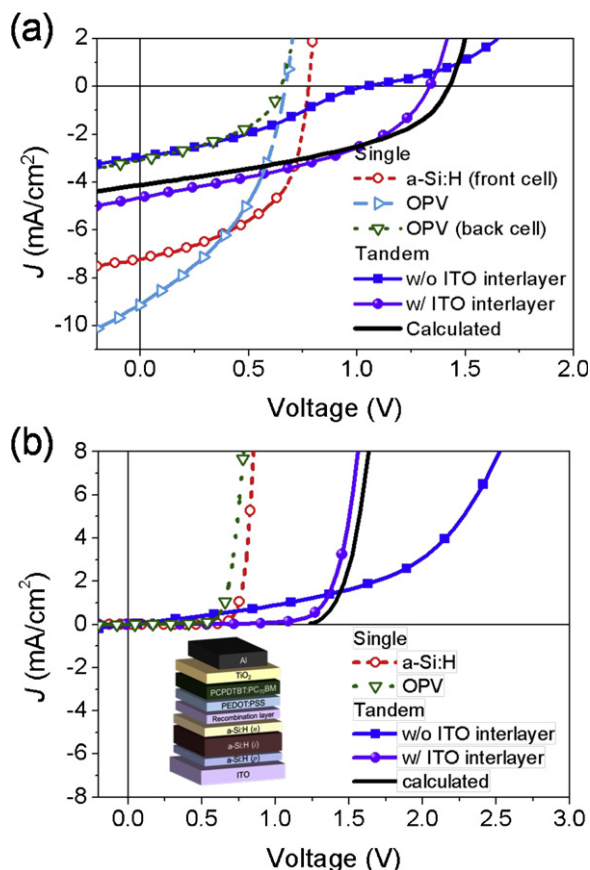 (a)
2
0
-2
-4
-6
-8
-10
J (mA/cm²)
Single
a-Si:H (front cell)
OPV
OPV (back cell)
Tandem
w/o ITO interlayer
w/ ITO interlayer
Calculated
0.0 0.5 1.0 1.5 2.0
Voltage (V)
(b)
8
6
4
2
0
-2
-4
-6
-8
J (mA/cm²)
Al
TiO₂
PCPDTBT:PC₇₀BM
PEDOT:PSS
Recombination layer
a-Si:H (n)
a-Si:H (i)
a-Si:H (p)
ITO
Single
a-Si:H
OPV
Tandem
w/o ITO interlayer
w/ ITO interlayer
calculated
0.0 0.5 1.0 1.5 2.0 2.5 3.0
Voltage (V)